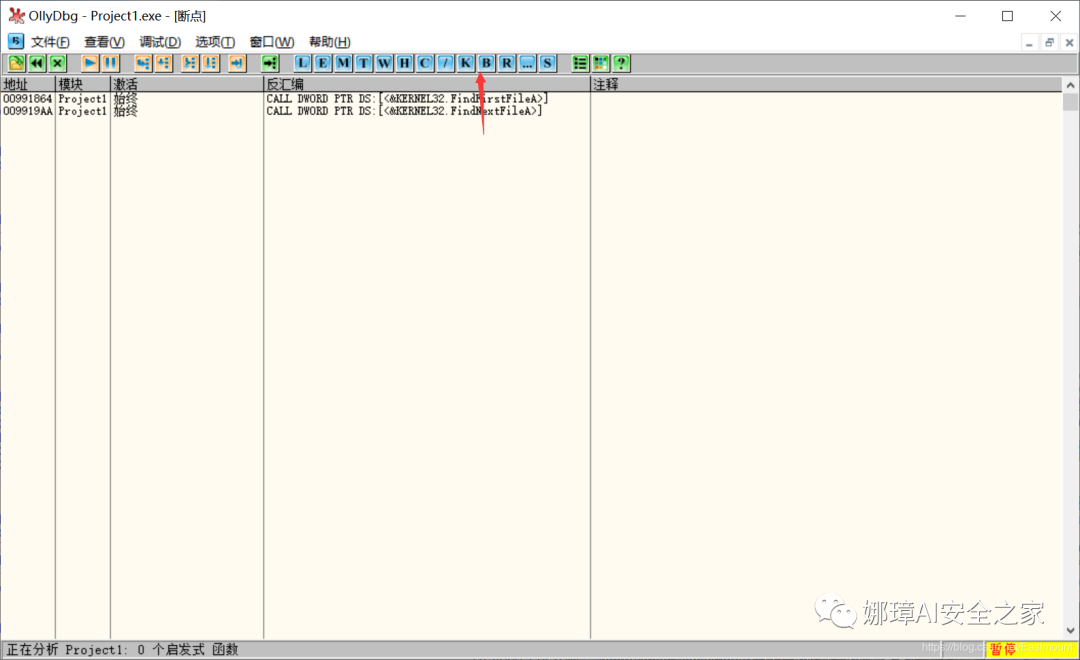 OllyDbg - Project1.exe - [断点]
文件(F) 查看(V) 调试(D) 选项(T) 窗口(W) 帮助(H)
L E M T W H C / K B R ... S ?
地址 模块 激活 反汇编 注释
00991864 Project1 始终 CALL DWORD PTR DS:[<&KERNEL32.FindFirstFileA>]
009919AA Project1 始终 CALL DWORD PTR DS:[<&KERNEL32.FindNextFileA>]
娜璋AI安全之家
正在分析 Project1: 0 个启发式 函数 暂停